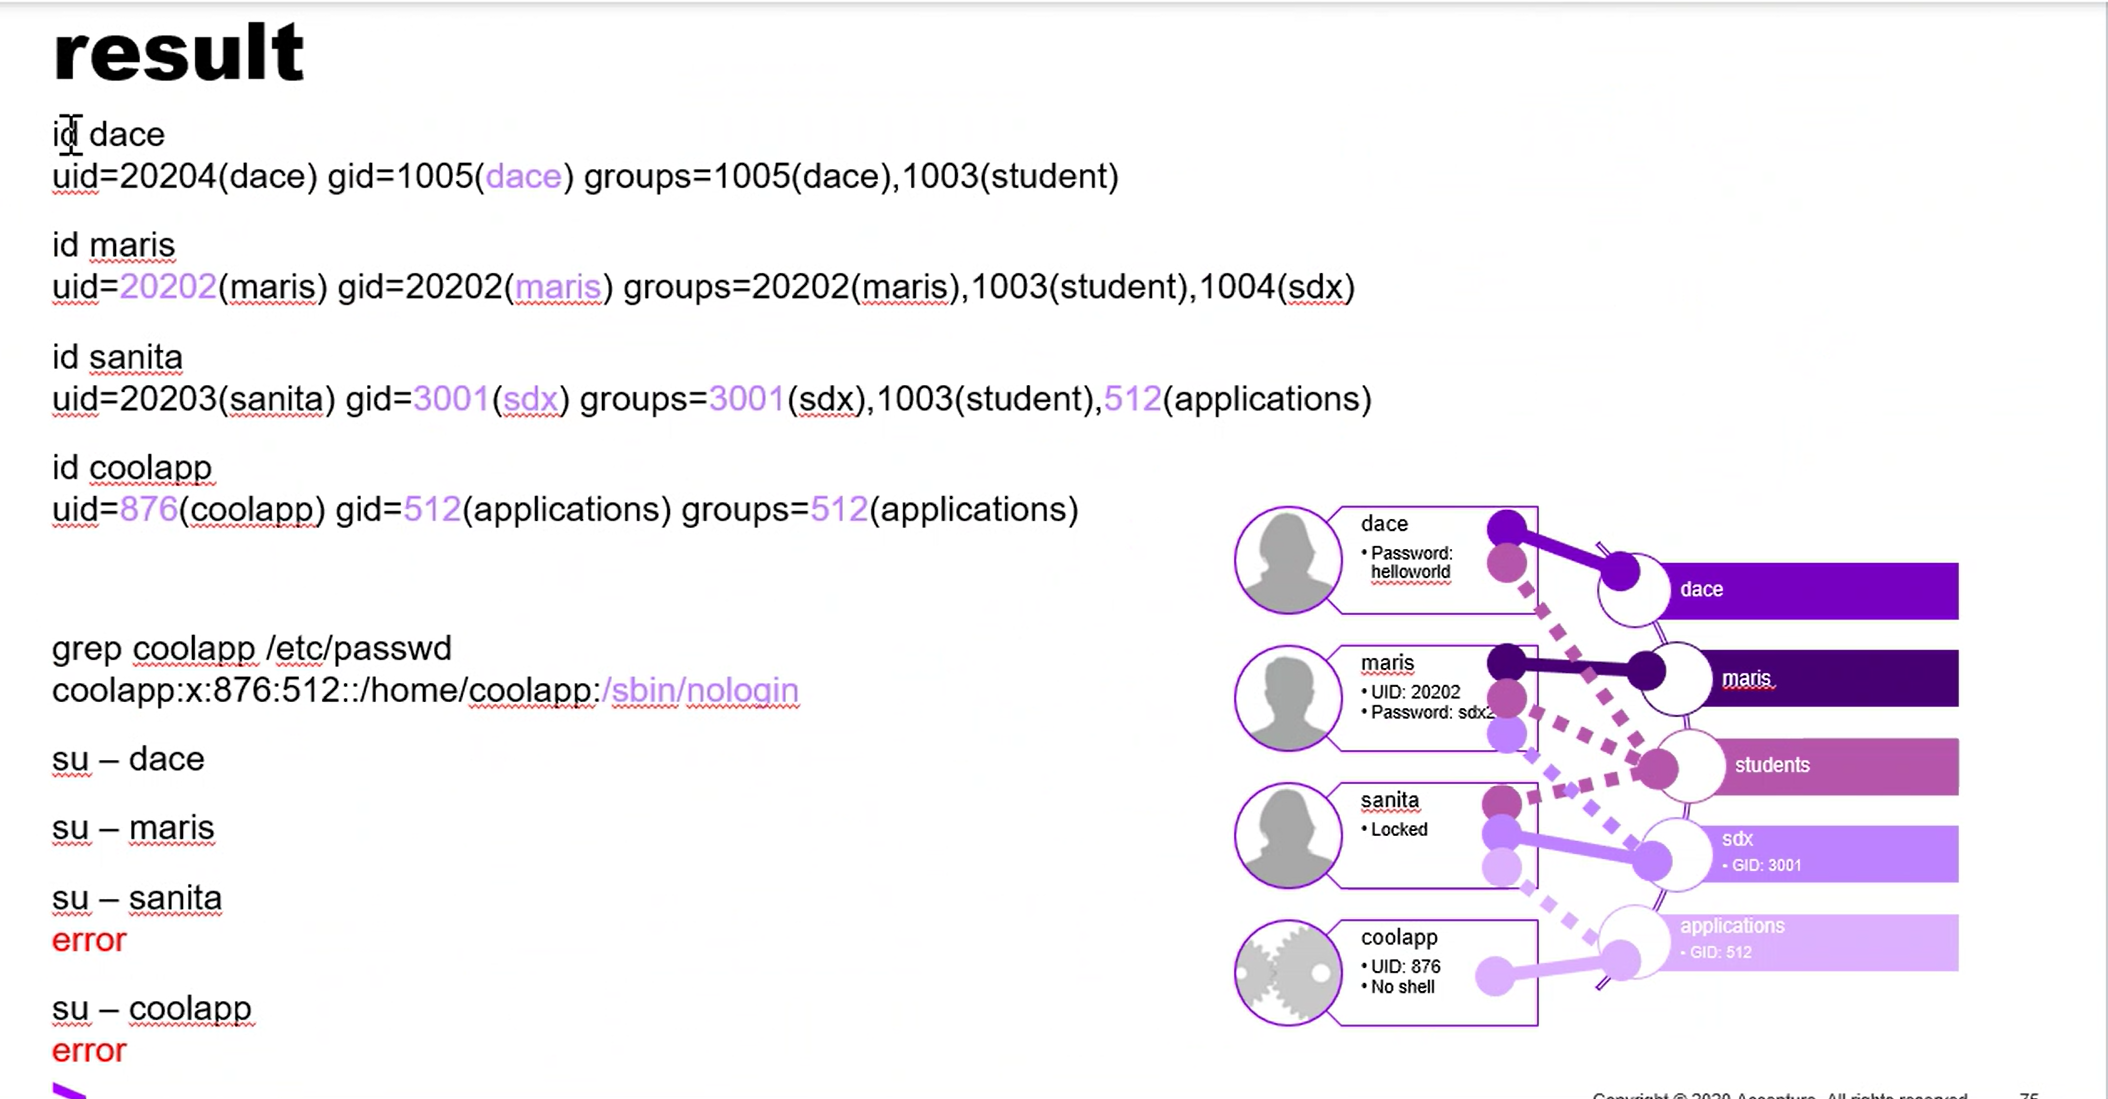 result
id dace
uid=20204(dace) gid=1005(dace) groups=1005(dace),1003(student)
id maris
uid=20202(maris) gid=20202(maris) groups=20202(maris),1003(student),1004(sdx)
id sanita
uid=20203(sanita) gid=3001(sdx) groups=3001(sdx),1003(student),512(applications)
id coolapp
uid=876(coolapp) gid=512(applications) groups=512(applications)
grep coolapp /etc/passwd
coolapp:x:876:512::/home/coolapp:/sbin/nologin
su – dace
su – maris
su – sanita
error
su – coolapp
error
dace
• Password:
helloworld
maris
• UID: 20202
• Password: sdx2
sanita
• Locked
coolapp
• UID: 876
• No shell
dace
maris
students
sdx
- GID: 3001
applications
- GID: 512
Copyright © 2020 Accenture. All rights reserved. 75